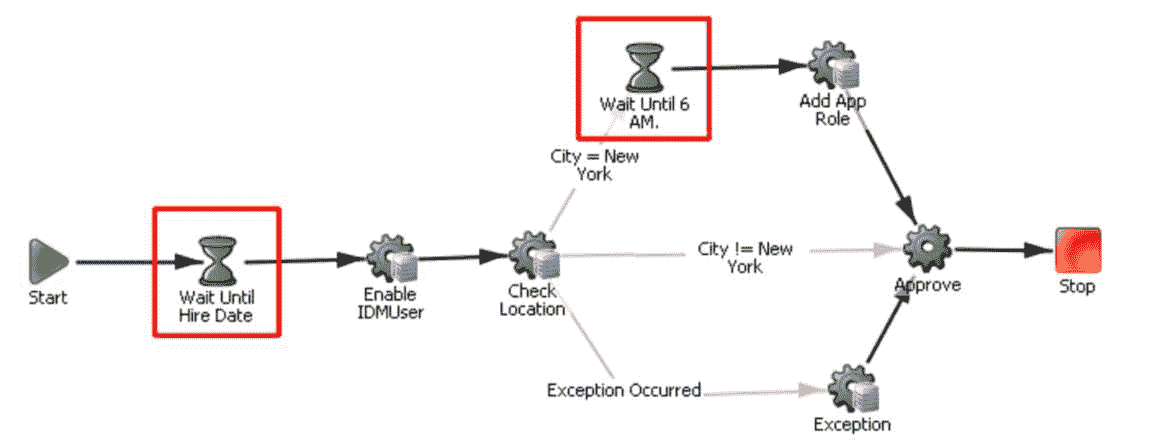 Wait Until 6
AM.
Add App
Role
City = New
York
Start
Wait Until
Hire Date
Enable
IDMUser
Check
Location
City != New
York
Approve
Stop
Exception Occurred
Exception